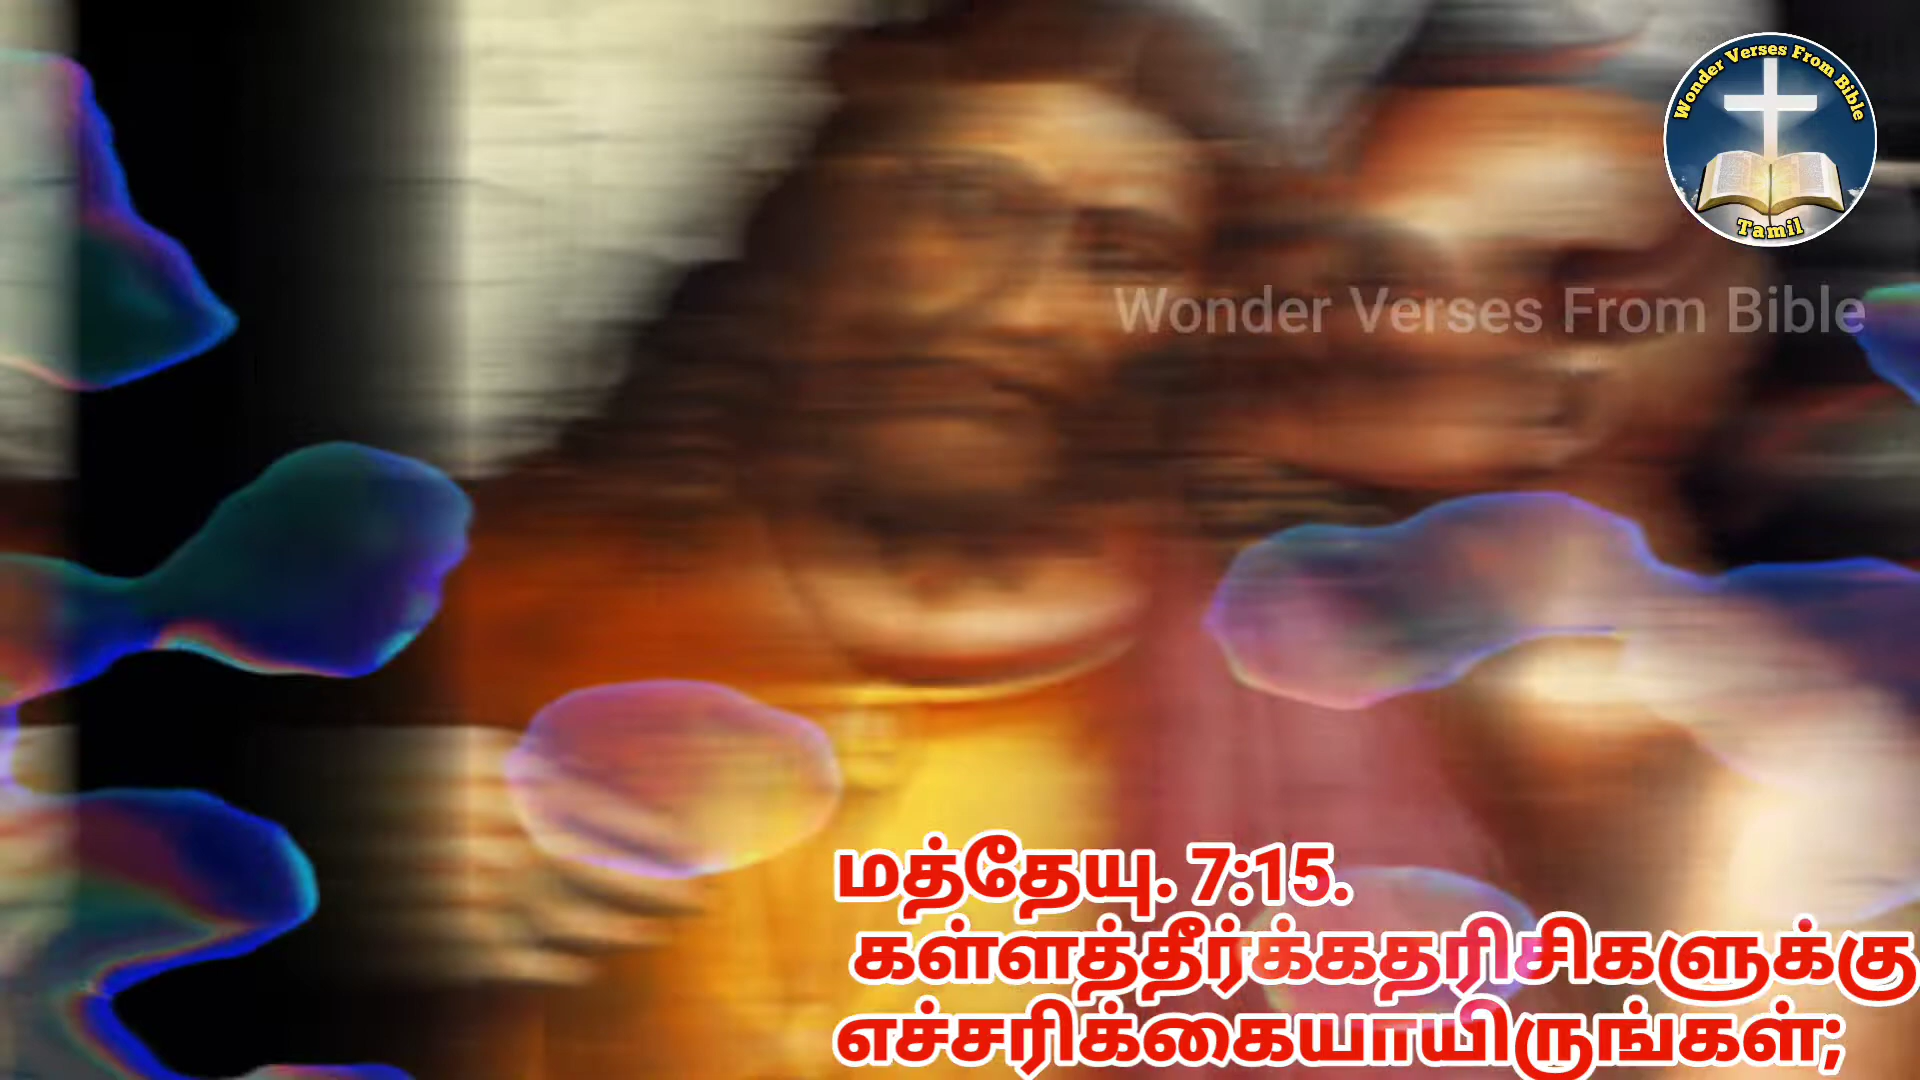 Wonder Verses From Bible
Tamil
Wonder Verses From Bible
மத்தேயு. 7:15.
கள்ளத்தீர்க்கதரிசிகளுக்கு
எச்சரிக்கையாயிருங்கள்;